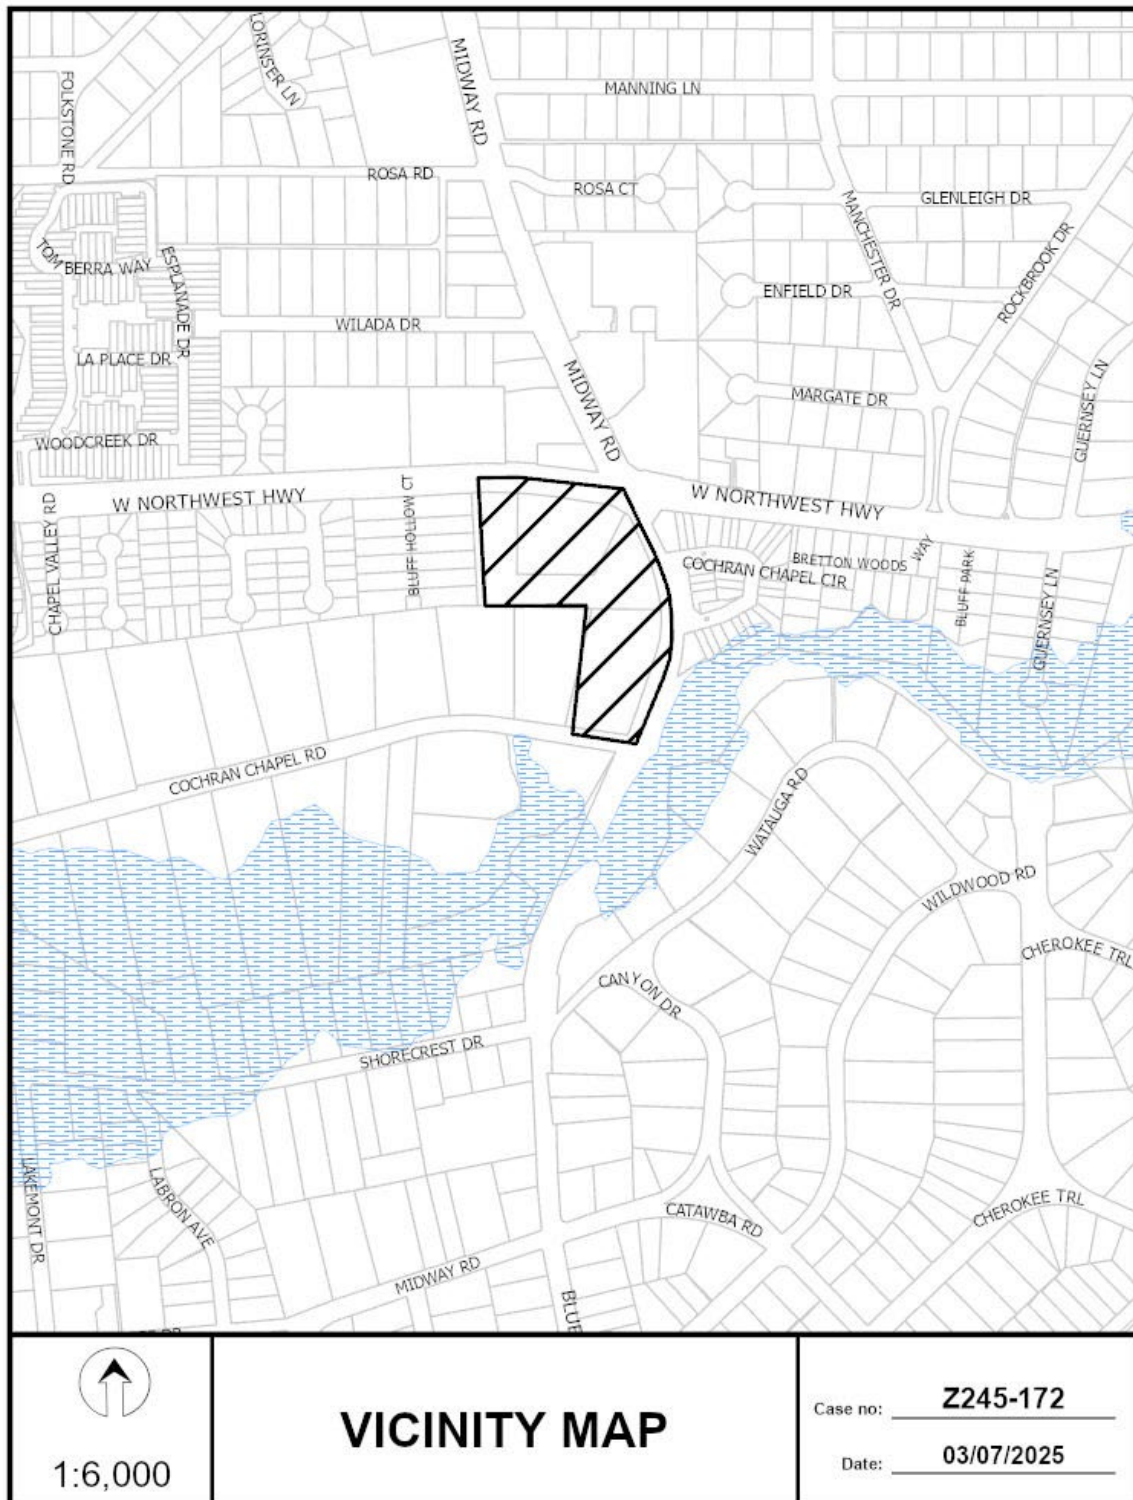 LORINSER LN
MIDWAY RD
FOLKSTONE RD
MANNING LN
ROSA RD
ROSA CT
GLENLEIGH DR
MANCHESTER DR
ROCKBROOK DR
TOM BERRA WAY
ESPLANADE DR
ENFIELD DR
WILADA DR
LA PLACE DR
MIDWAY RD
MARGATE DR
GUERNSEY LN
WOODCREEK DR
W NORTHWEST HWY
W NORTHWEST HWY
CHAPEL VALLEY RD
BLUFF HOLLOW CT
COCHRAN CHAPEL CIR
BRETTON WOODS WAY
BLUFF PARK
GUERNSEY LN
COCHRAN CHAPEL RD
WATAUGA RD
WILDWOOD RD
CHEROKEE TRL
CANYON DR
SHORECREST DR
LAKEMONT DR
LABRON AVE
CATAWBA RD
CHEROKEE TRL
MIDWAY RD
BLUE
1:6,000
VICINITY MAP
Case no: Z245-172
Date: 03/07/2025